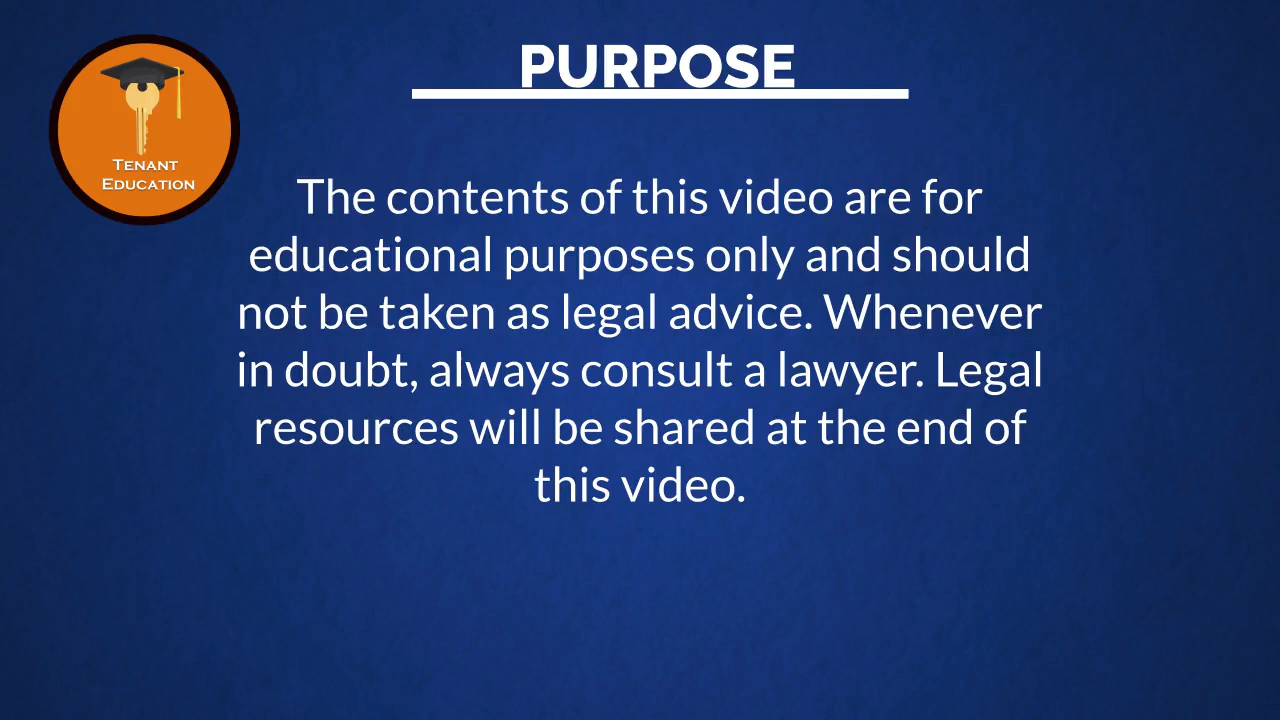 PURPOSE
TENANT
EDUCATION
The contents of this video are for
educational purposes only and should
not be taken as legal advice. Whenever
in doubt, always consult a lawyer. Legal
resources will be shared at the end of
this video.